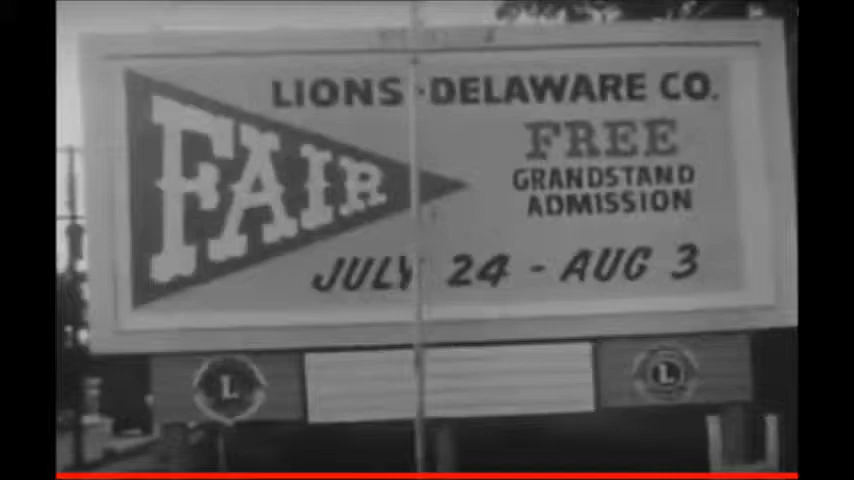 LIONS · DELAWARE CO.
FAIR
FREE
GRANDSTAND
ADMISSION
JULY 24 - AUG 3
L
L